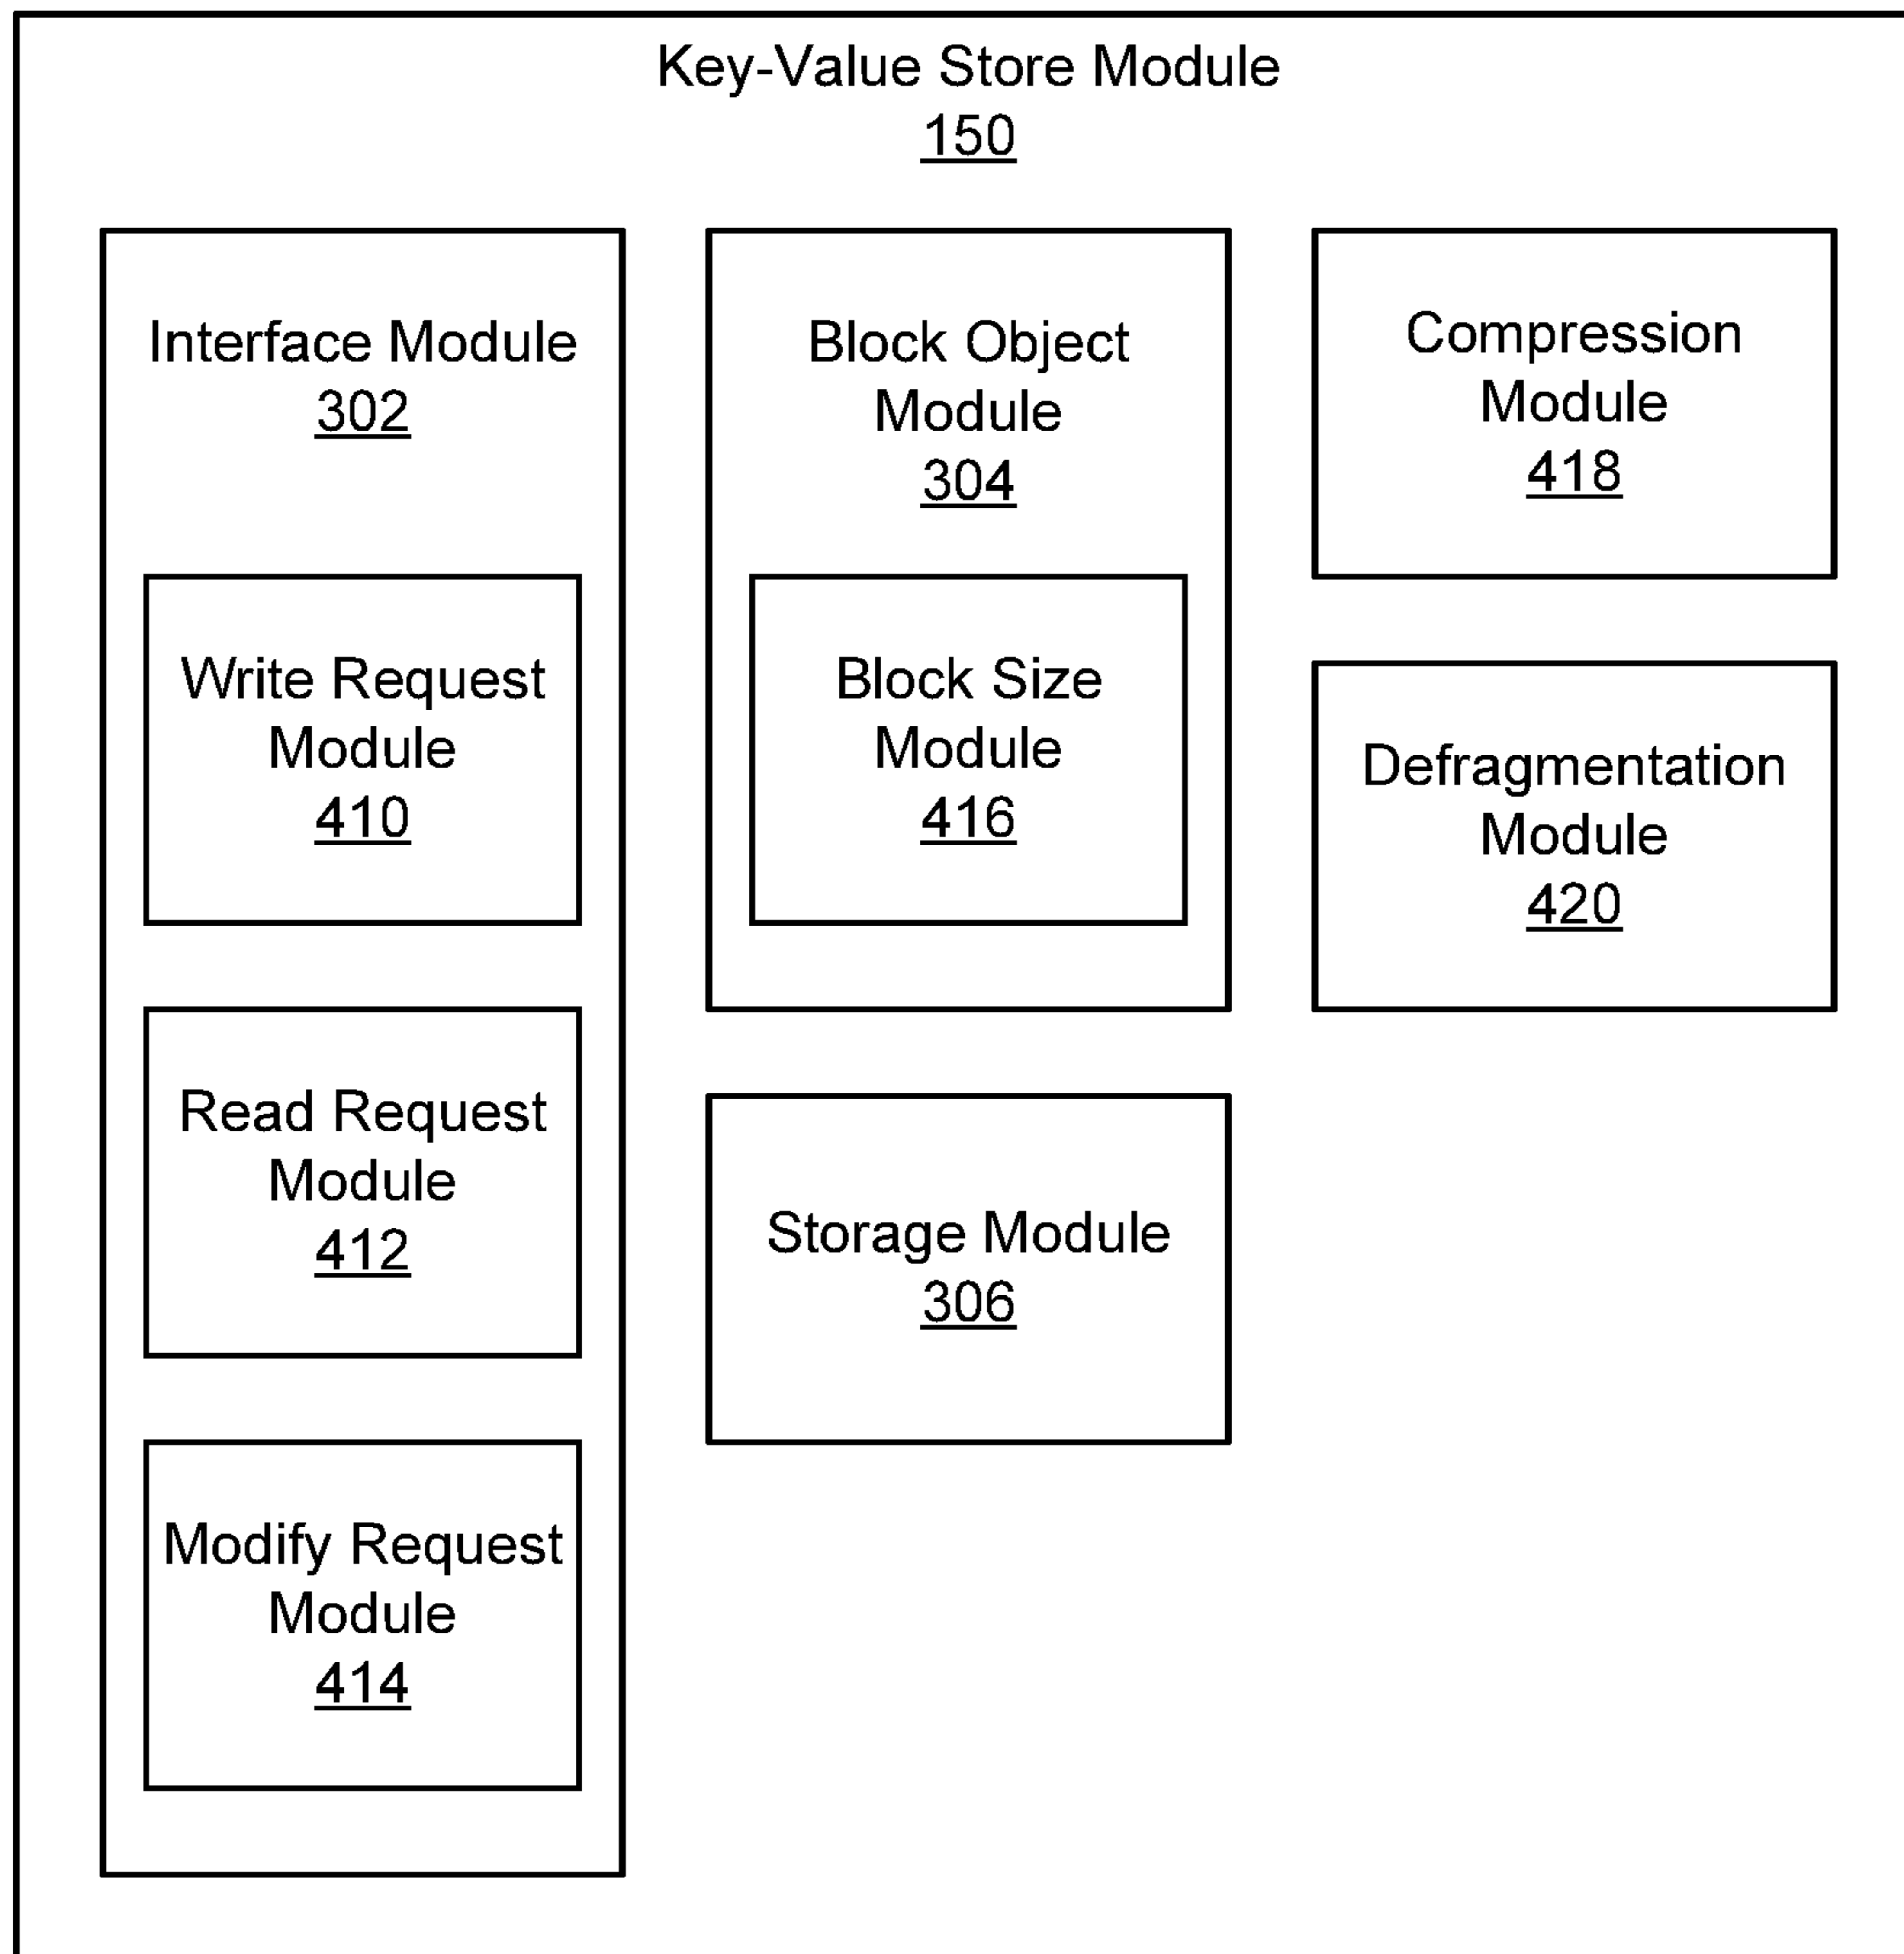 Key-Value Store Module
150
Interface Module
302
Write Request
Module
410
Read Request
Module
412
Modify Request
Module
414
Block Object
Module
304
Block Size
Module
416
Storage Module
306
Compression
Module
418
Defragmentation
Module
420